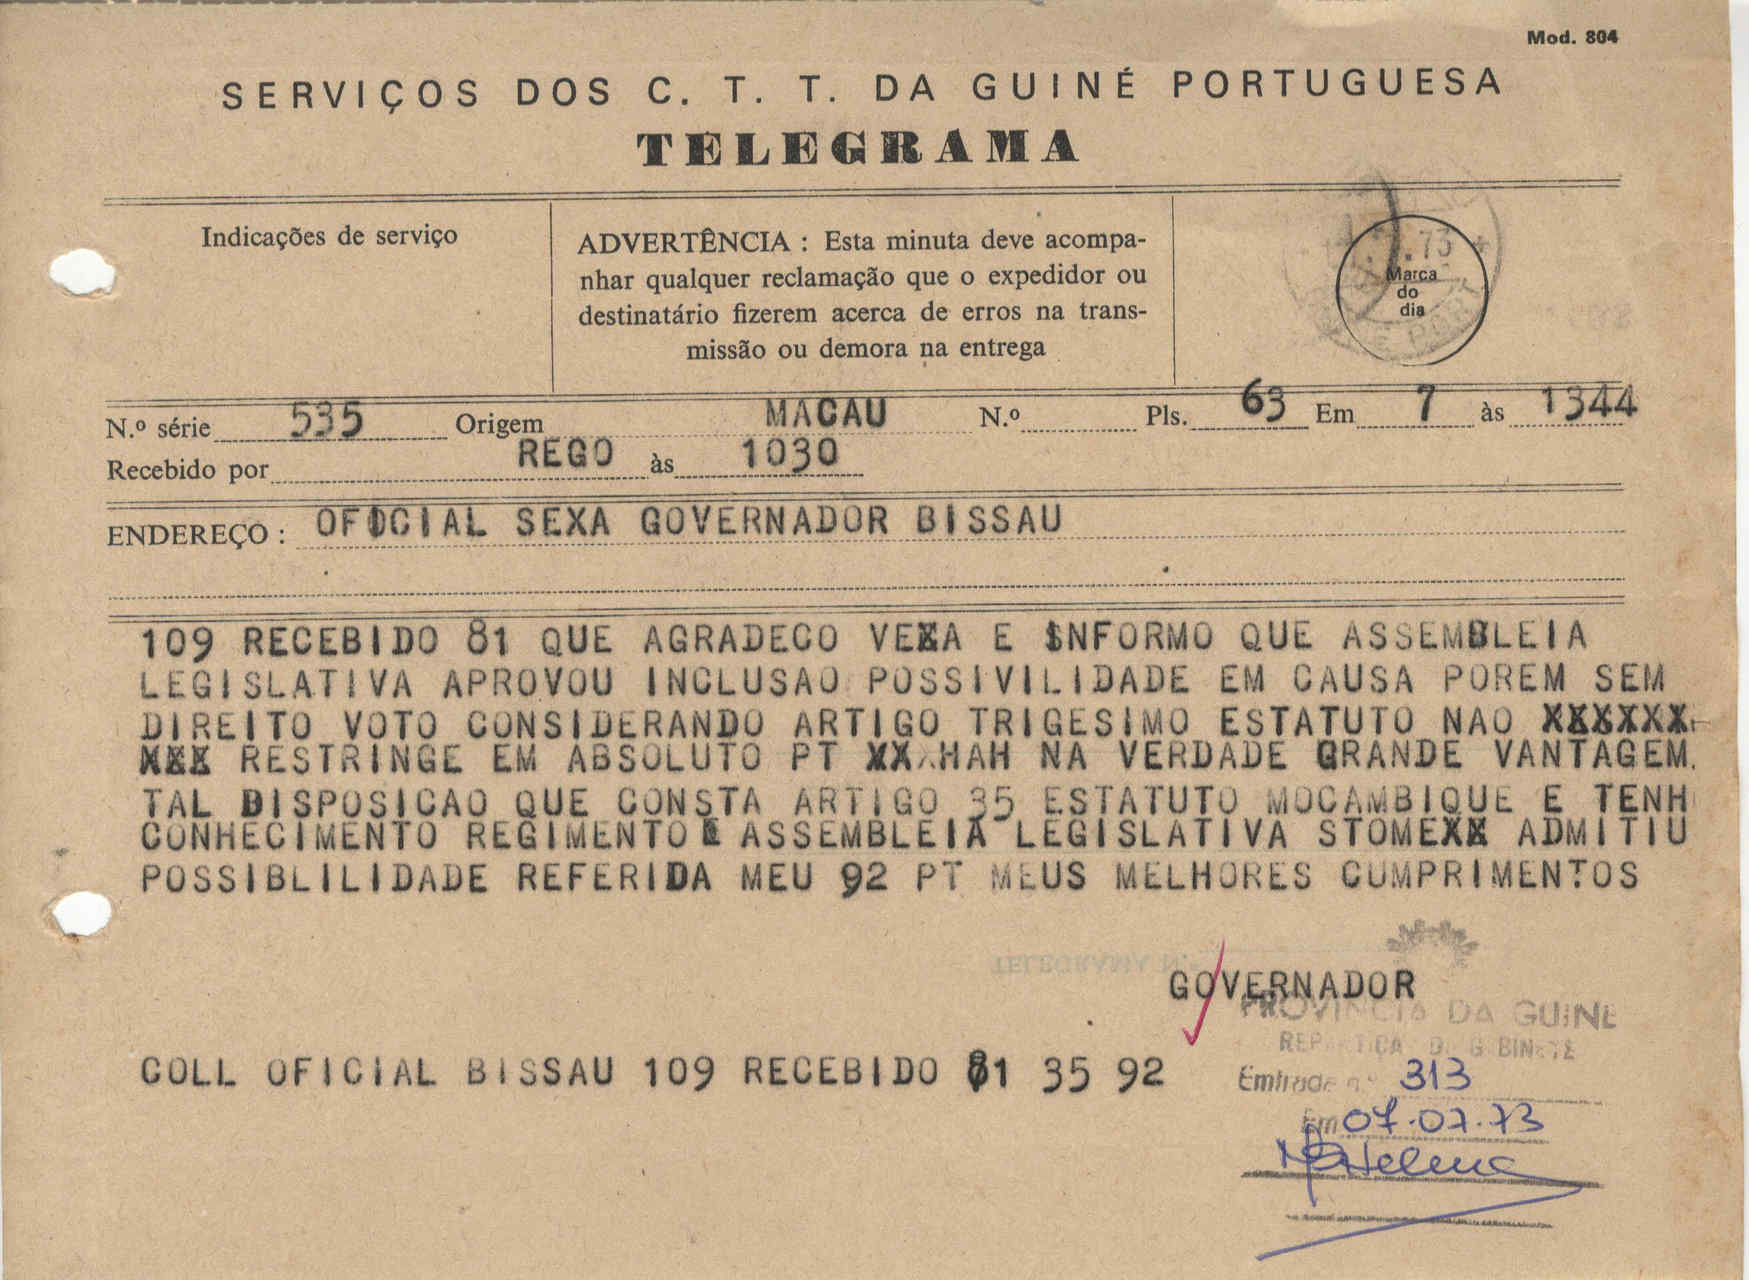 Mod. 804
SERVIÇOS DOS C. T. T. DA GUINÉ PORTUGUESA
TELEGRAMA
Indicações de serviço
ADVERTÊNCIA : Esta minuta deve acompa-
nhar qualquer reclamação que o expedidor ou
destinatário fizerem acerca de erros na trans-
missão ou demora na entrega
Marca
do
dia
N.º série 535 Origem MACAU N.º Pls. 63 Em 7 às 1344
Recebido por REGO às 1030
ENDEREÇO : OFICIAL SEXA GOVERNADOR BISSAU
109 RECEBIDO 81 QUE AGRADECO VEXA E INFORMO QUE ASSEMBLEIA
LEGISLATIVA APROVOU INCLUSAO POSSIVILIDADE EM CAUSA POREM SEM
DIREITO VOTO CONSIDERANDO ARTIGO TRIGESIMO ESTATUTO NAO XXXXXX
XXX RESTRINGE EM ABSOLUTO PT XX HAH NA VERDADE GRANDE VANTAGEM
TAL DISPOSICAO QUE CONSTA ARTIGO 35 ESTATUTO MOCAMBIQUE E TENH
CONHECIMENTO REGIMENTO ASSEMBLEIA LEGISLATIVA STOMEXX ADMITIU
POSSIBLILIDADE REFERIDA MEU 92 PT MEUS MELHORES CUMPRIMENTOS
GOVERNADOR
PROVINCIA DA GUINÉ
REPARTIÇÃO DO GABINETE
Entrada n.º 313
Em 07.07.73
COLL OFICIAL BISSAU 109 RECEBIDO 81 35 92